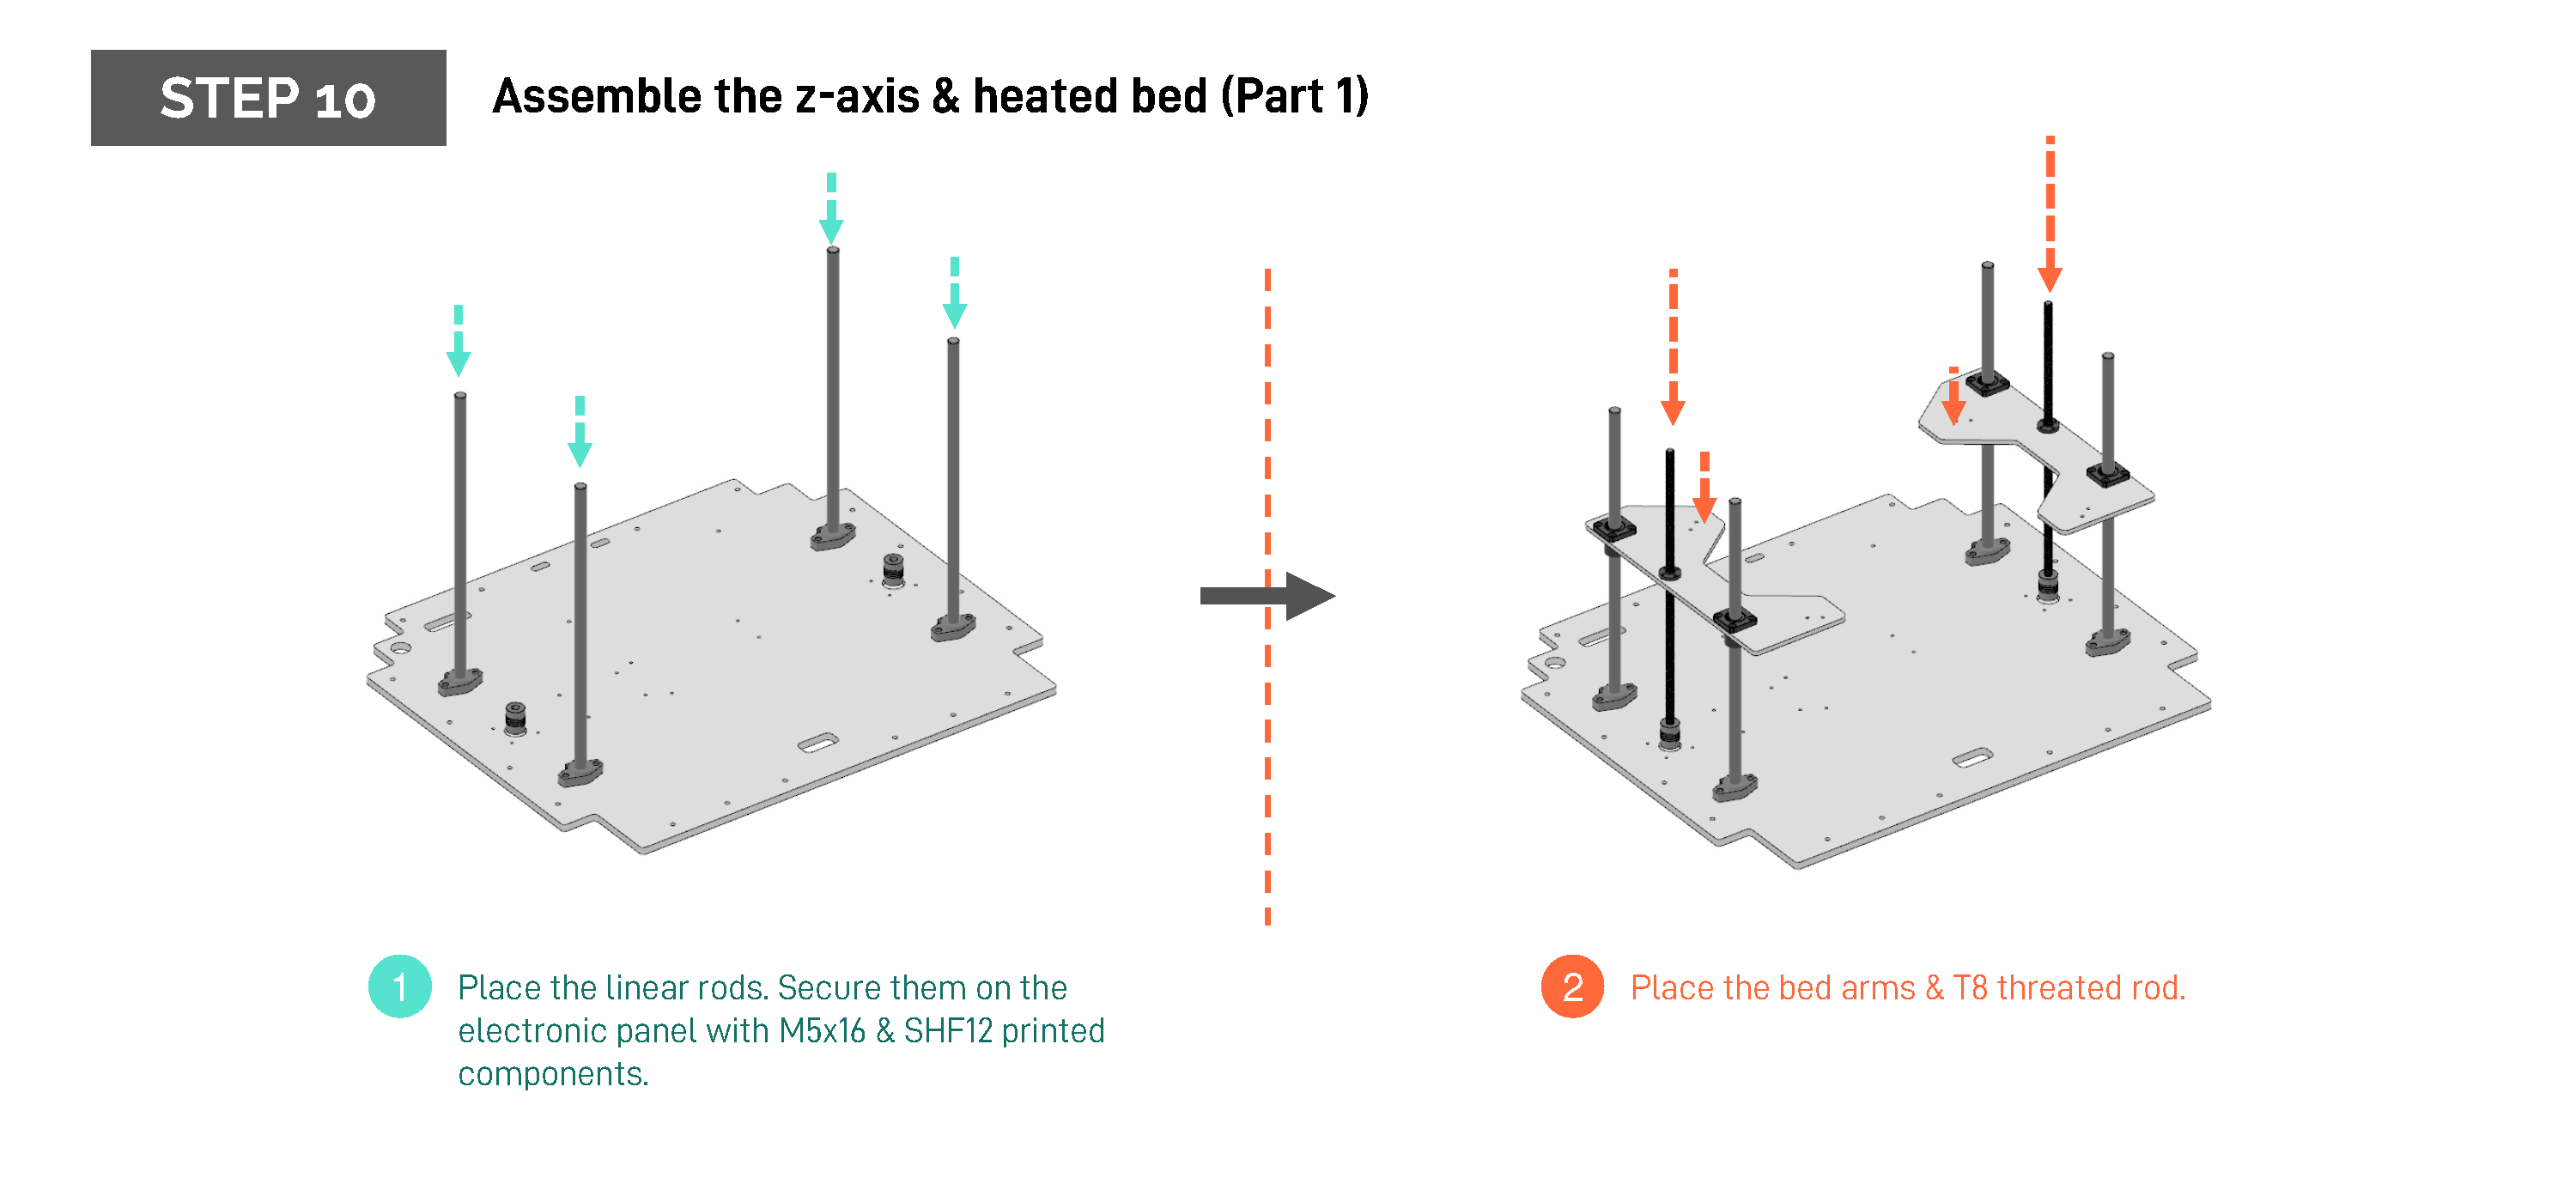 STEP 10
Assemble the z-axis & heated bed (Part 1)
1
Place the linear rods. Secure them on the
electronic panel with M5x16 & SHF12 printed
components.
2
Place the bed arms & T8 threated rod.